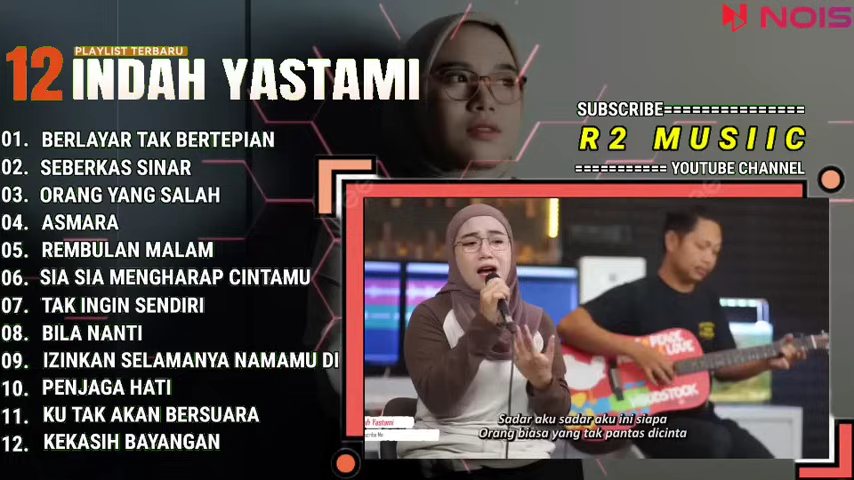 NOIS
PLAYLIST TERBARU
12 INDAH YASTAMI
SUBSCRIBE===============
R2 MUSIIC
=========== YOUTUBE CHANNEL
01. BERLAYAR TAK BERTEPIAN
02. SEBERKAS SINAR
03. ORANG YANG SALAH
04. ASMARA
05. REMBULAN MALAM
06. SIA SIA MENGHARAP CINTAMU
07. TAK INGIN SENDIRI
08. BILA NANTI
09. IZINKAN SELAMANYA NAMAMU DI
10. PENJAGA HATI
11. KU TAK AKAN BERSUARA
12. KEKASIH BAYANGAN
PEACE
LOVE
WOODSTOCK
Yastami
Sadar aku sadar aku ini siapa
Orang biasa yang tak pantas dicinta